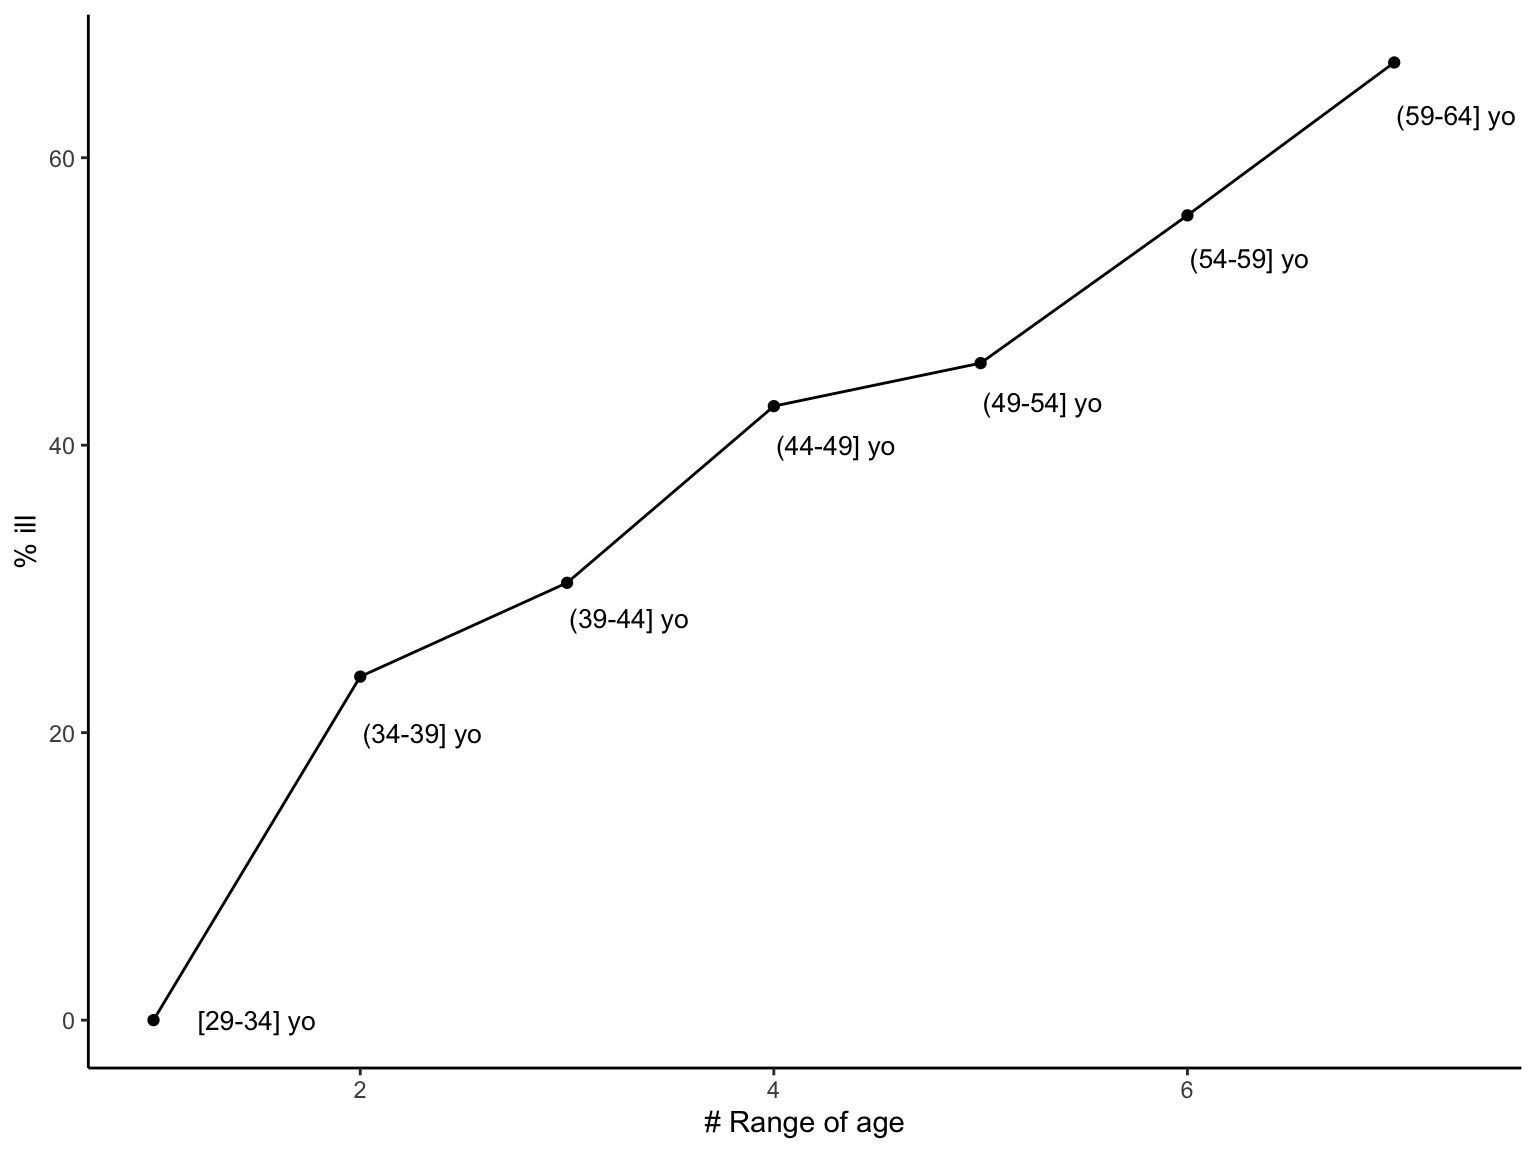 (59-64] yo
60
(54-59] yo
(49-54] yo
40
(44-49] yo
% ill
(39-44] yo
20
(34-39] yo
0
[29-34] yo
2
4
6
# Range of age